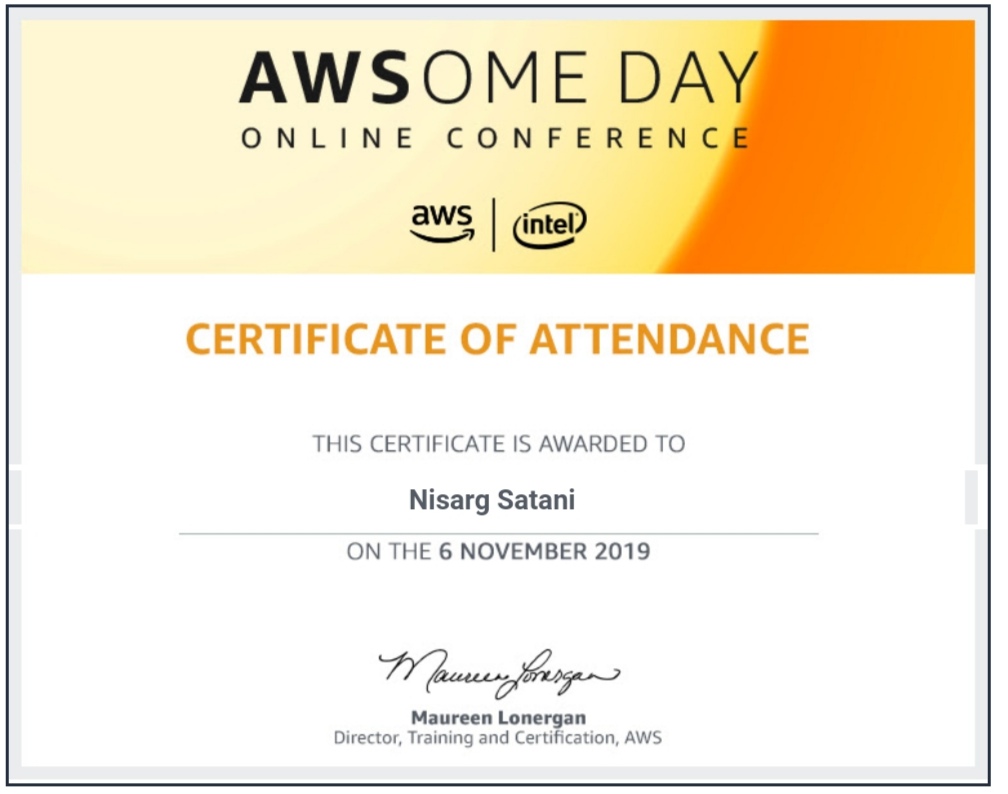 AWSOME DAY
ONLINE CONFERENCE
aws | intel
CERTIFICATE OF ATTENDANCE
THIS CERTIFICATE IS AWARDED TO
Nisarg Satani
ON THE 6 NOVEMBER 2019
Maureen Lonergan
Maureen Lonergan
Director, Training and Certification, AWS